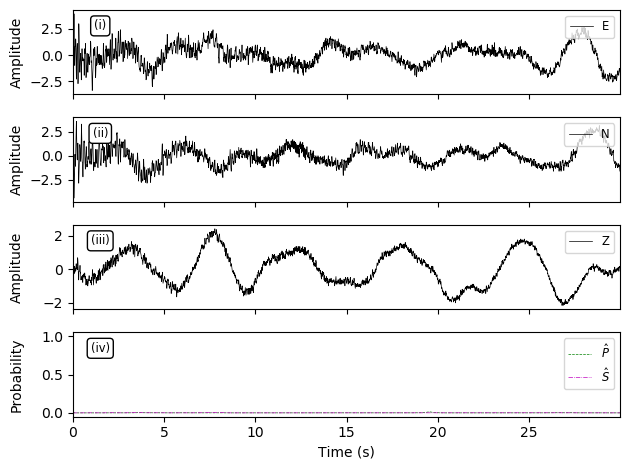 (i)
E
Amplitude
2.5
0.0
−2.5
(ii)
N
Amplitude
2.5
0.0
−2.5
(iii)
Z
Amplitude
2
0
−2
(iv)
P̂
Ŝ
Probability
1.0
0.5
0.0
0 5 10 15 20 25
Time (s)